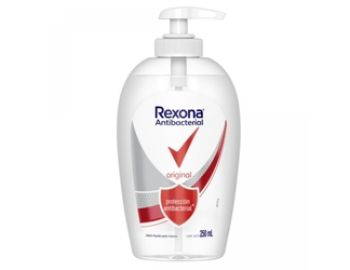 Rexona
Antibacterial
original
protección
antibacterial
250 mL